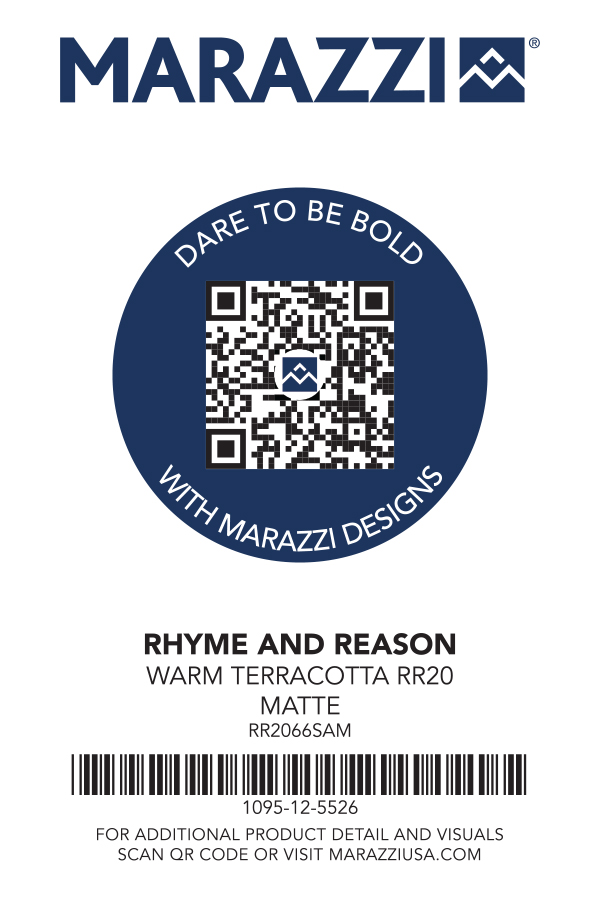 MARAZZI®
DARE TO BE BOLD
WITH MARAZZI DESIGNS
RHYME AND REASON
WARM TERRACOTTA RR20
MATTE
RR2066SAM
1095-12-5526
FOR ADDITIONAL PRODUCT DETAIL AND VISUALS
SCAN QR CODE OR VISIT MARAZZIUSA.COM